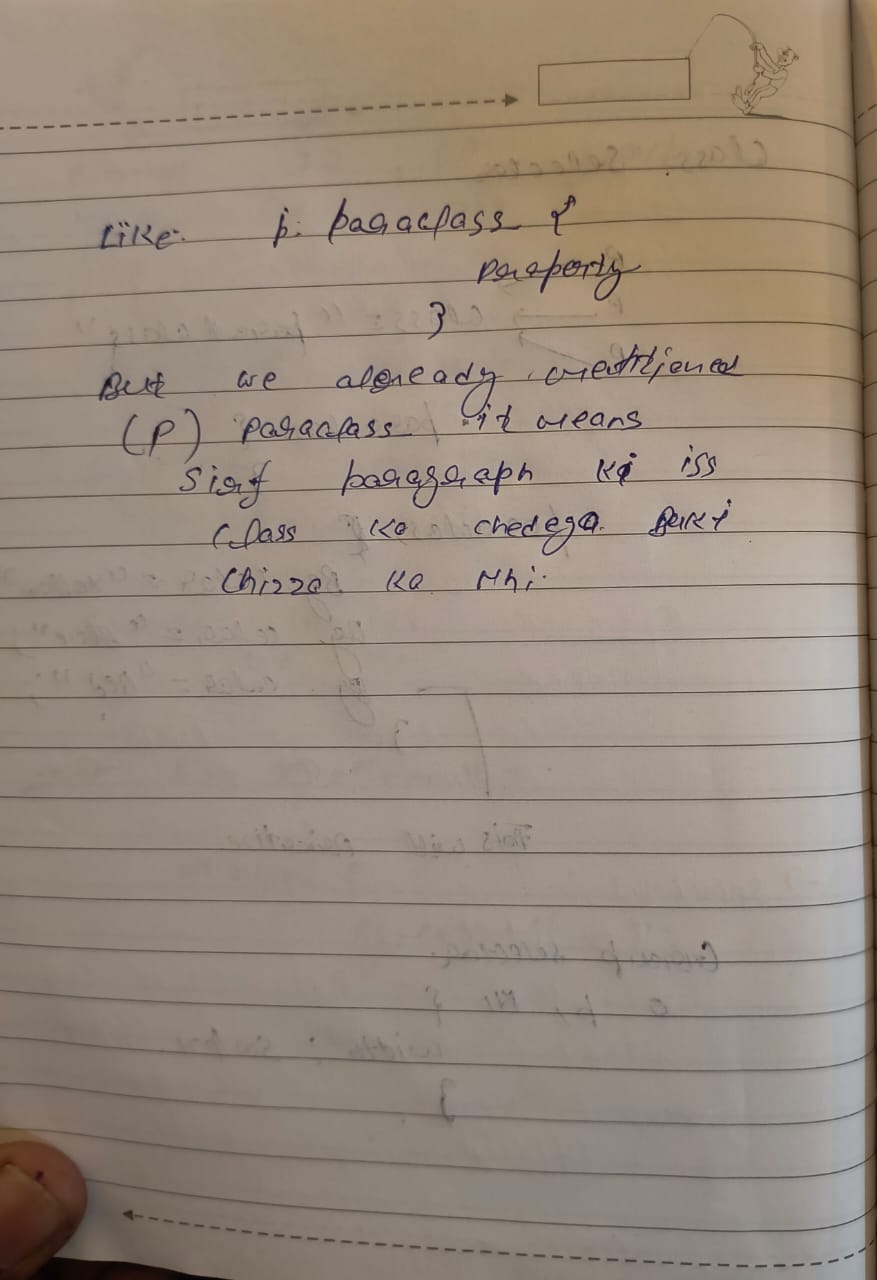 Like:- p. paraclass {
property
}
But we already mentioned
(P) paraclass it means
Sirf paragraph ki iss
Class ko chedega. Baki
Chizzo ko Nhi.